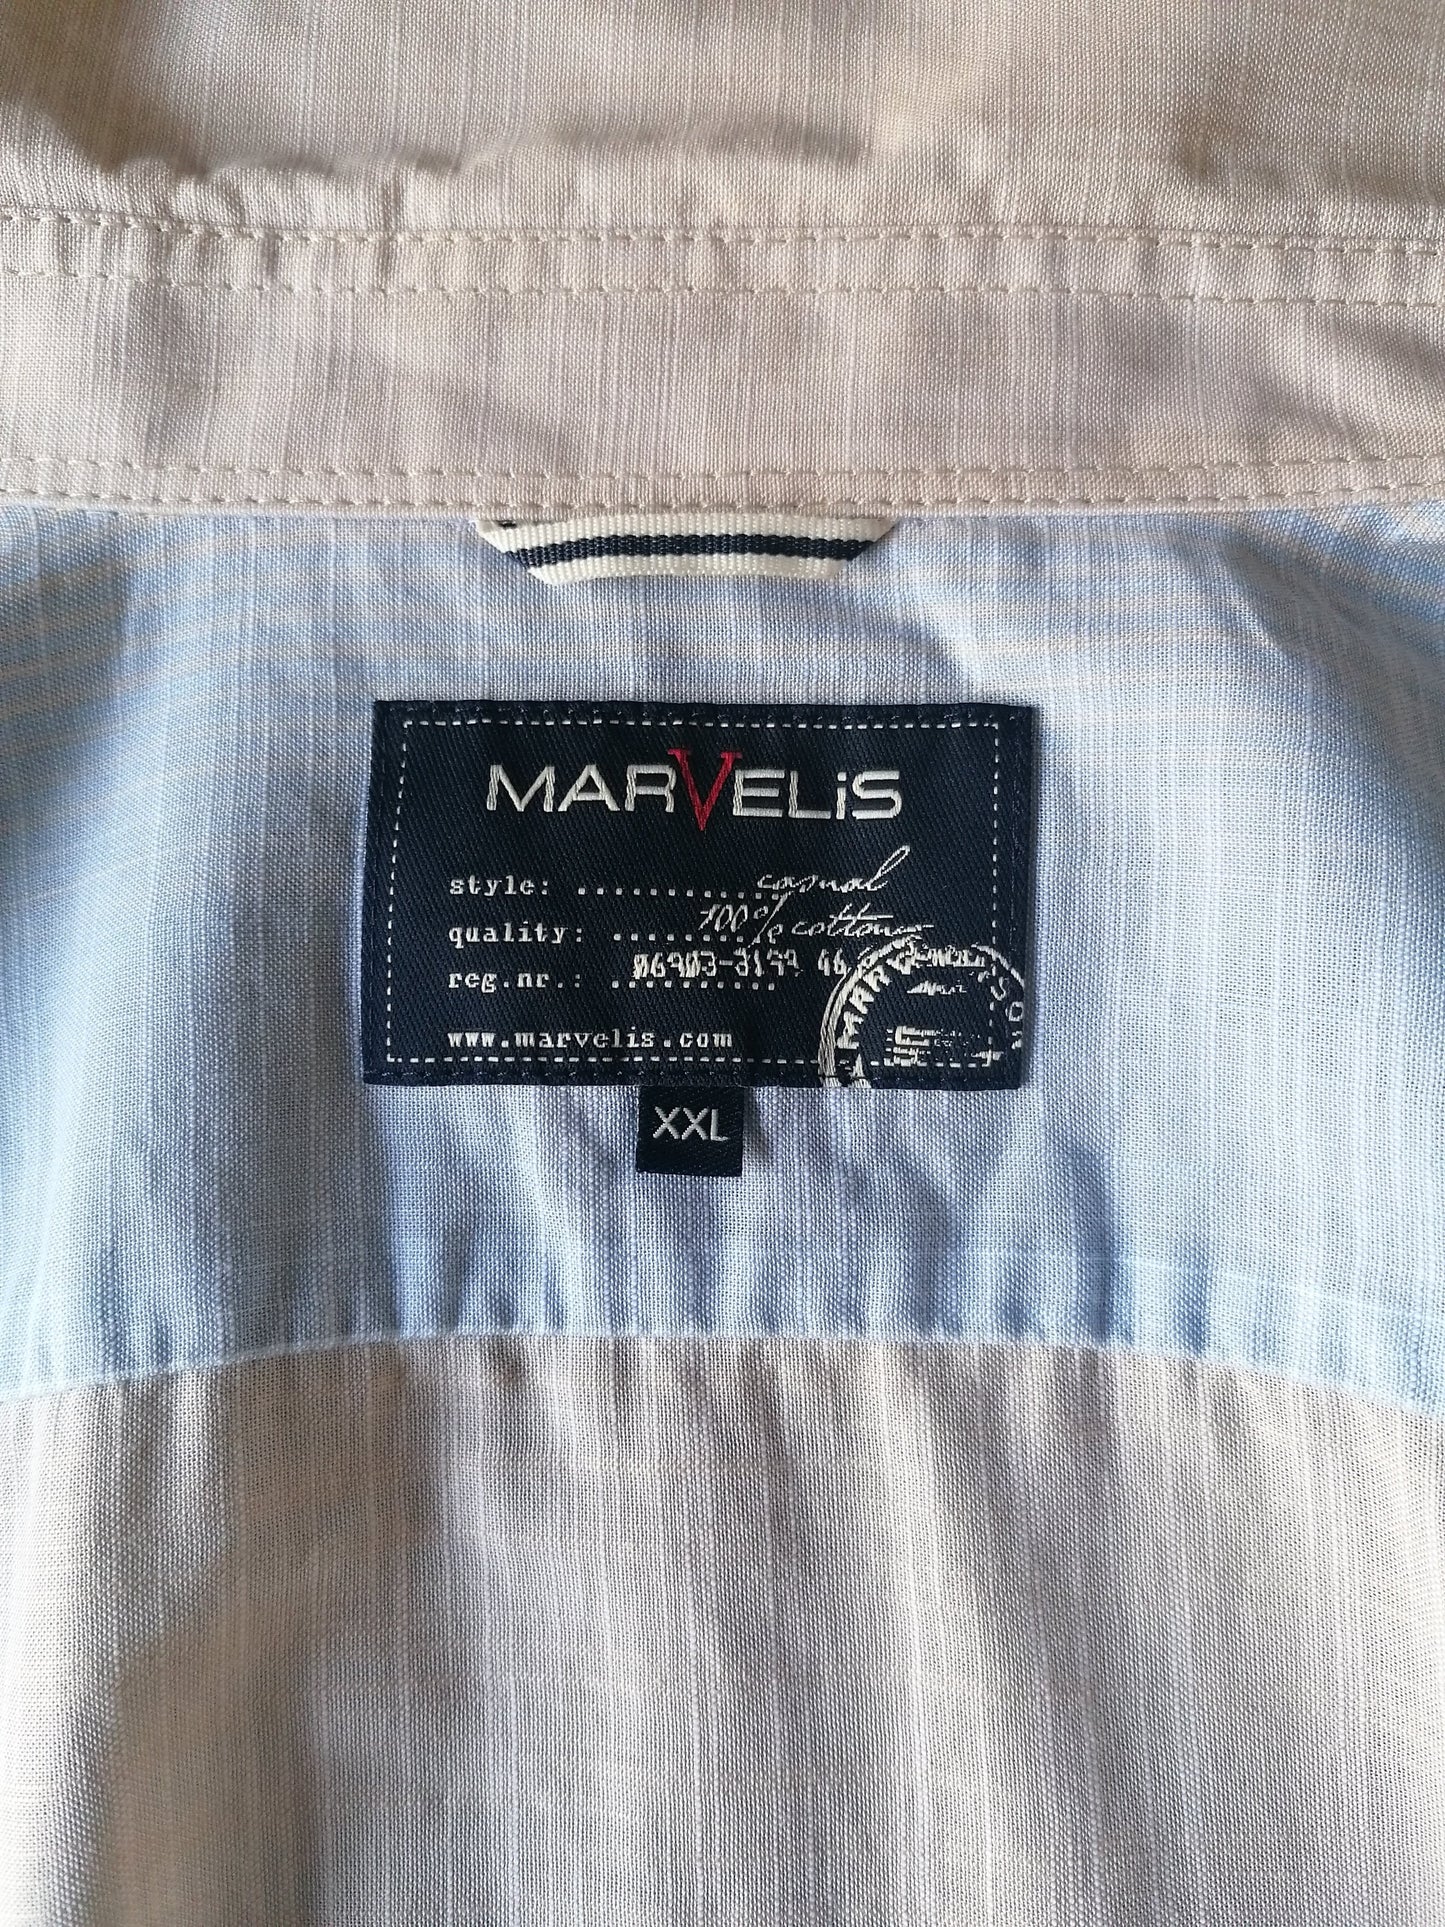 MARVELiS
style: ............ casual
quality: ......... 100% cotton
reg.nr.: ........... 06903-3199 46
www.marvelis.com
XXL